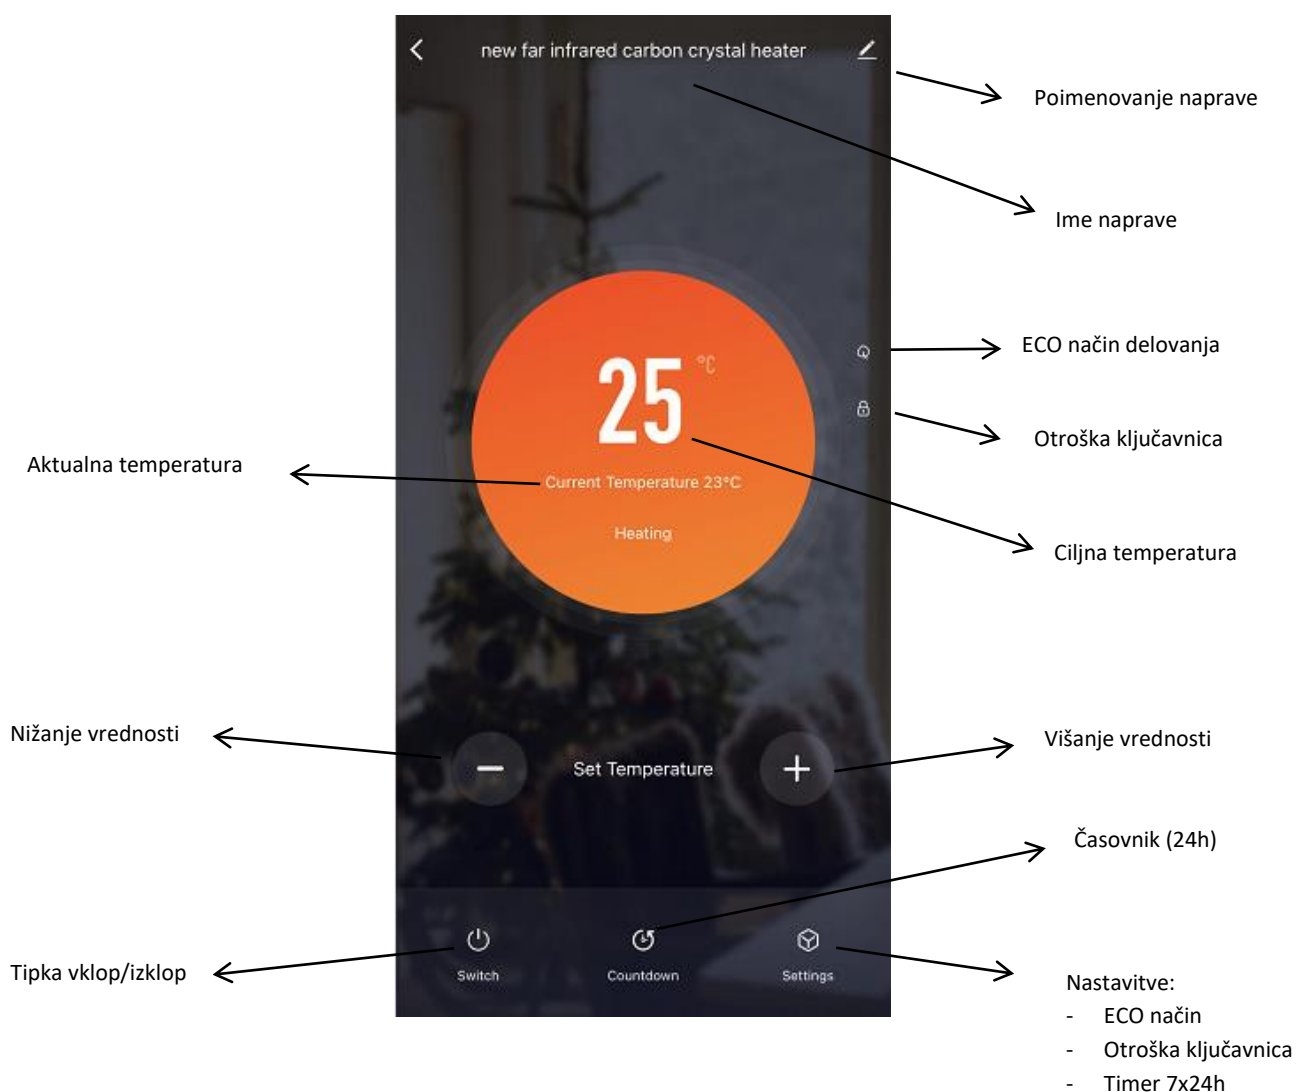 new far infrared carbon crystal heater
Poimenovanje naprave
Ime naprave
ECO način delovanja
25 °C
Otroška ključavnica
Aktualna temperatura
Current Temperature 23°C
Heating
Ciljna temperatura
Nižanje vrednosti
Višanje vrednosti
Set Temperature
Časovnik (24h)
Tipka vklop/izklop
Switch
Countdown
Settings
Nastavitve:
- ECO način
- Otroška ključavnica
- Timer 7x24h